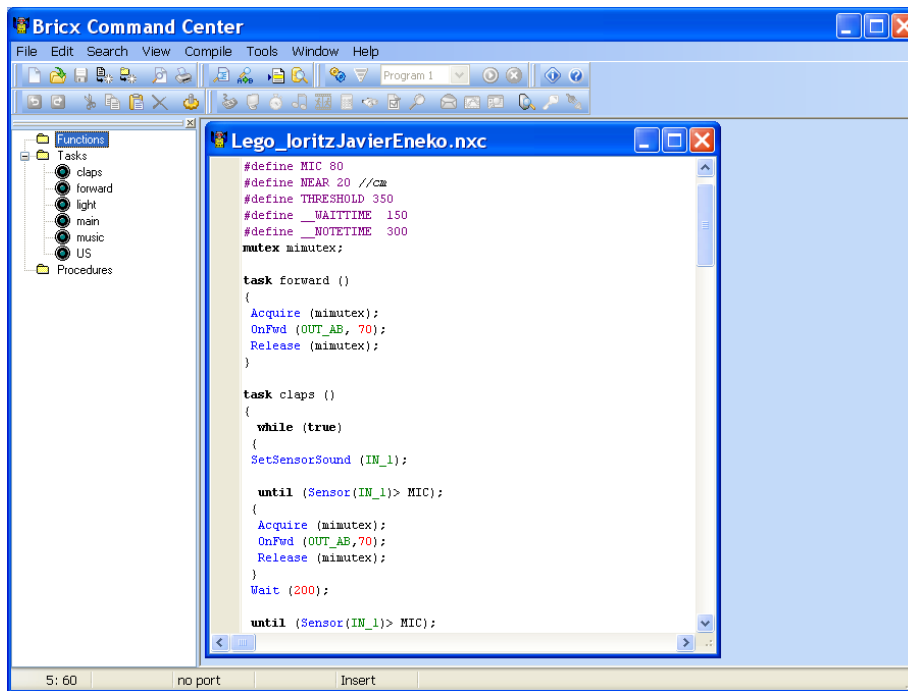 Bricx Command Center
File Edit Search View Compile Tools Window Help
Program 1
Functions
Tasks
claps
forward
light
main
music
US
Procedures
Lego_IoritzJavierEneko.nxc
#define MIC 80
#define NEAR 20 //cm
#define THRESHOLD 350
#define __WAITTIME  150
#define __NOTETIME  300
mutex mimutex;
task forward ()
{
Acquire (mimutex);
OnFwd (OUT_AB, 70);
Release (mimutex);
}
task claps ()
{
while (true)
{
SetSensorSound (IN_1);
until (Sensor(IN_1)> MIC);
{
Acquire (mimutex);
OnFwd (OUT_AB,70);
Release (mimutex);
}
Wait (200);
until (Sensor(IN_1)> MIC);
5: 60 no port Insert